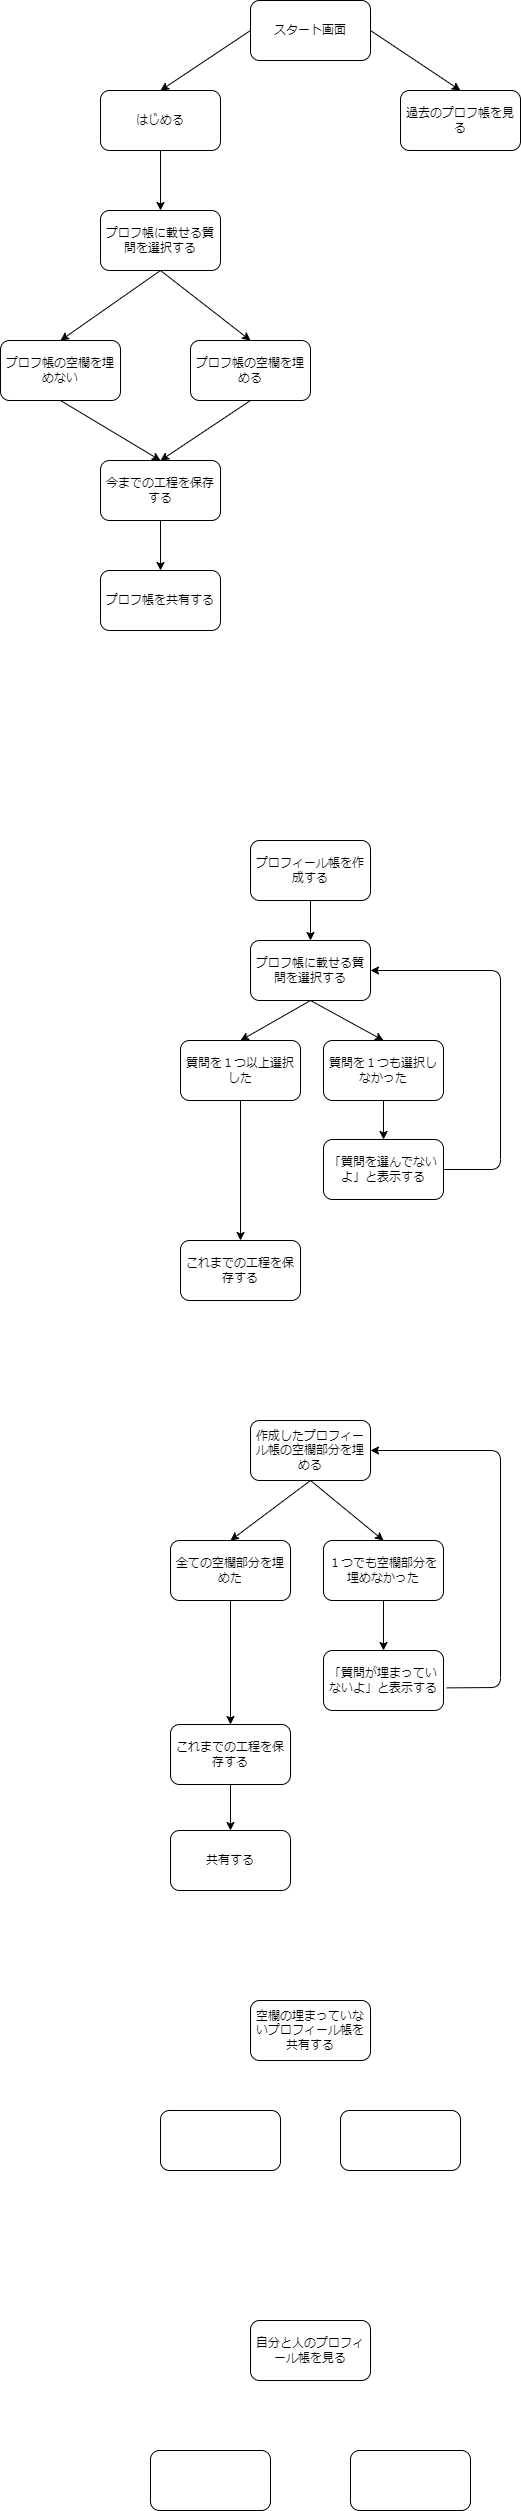 スタート画面
はじめる
過去のプロフ帳を見
る
プロフ帳に載せる質
問を選択する
プロフ帳の空欄を埋
めない
プロフ帳の空欄を埋
める
今までの工程を保存
する
プロフ帳を共有する
プロフィール帳を作
成する
プロフ帳に載せる質
問を選択する
質問を１つ以上選択
した
質問を１つも選択し
なかった
「質問を選んでない
よ」と表示する
これまでの工程を保
存する
作成したプロフィー
ル帳の空欄部分を埋
める
全ての空欄部分を埋
めた
１つでも空欄部分を
埋めなかった
「質問が埋まってい
ないよ」と表示する
これまでの工程を保
存する
共有する
空欄の埋まっていな
いプロフィール帳を
共有する
自分と人のプロフィ
ール帳を見る